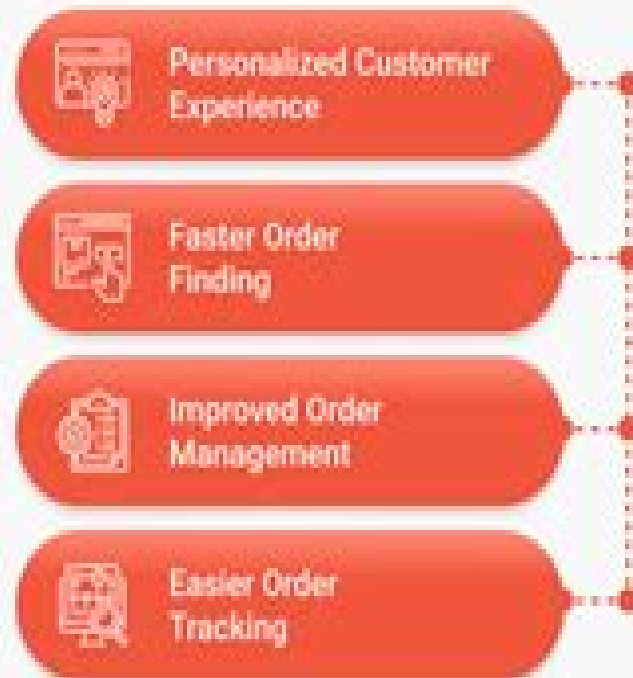 Personalized Customer
Experience
Faster Order
Finding
Improved Order
Management
Easier Order
Tracking